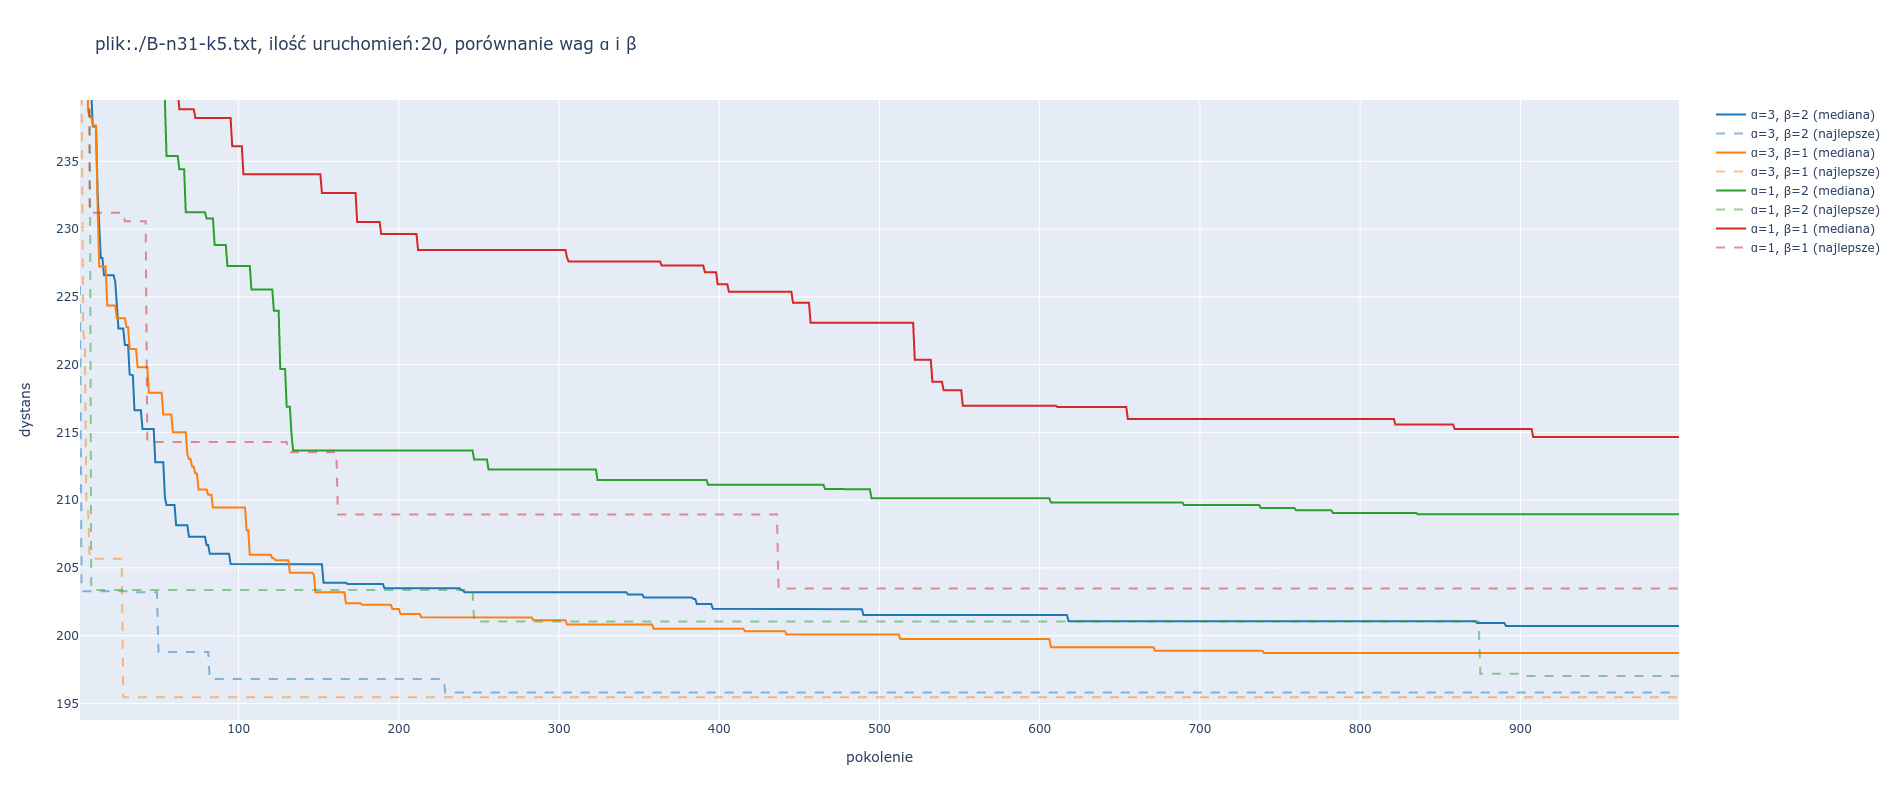 plik:./B-n31-k5.txt, ilość uruchomień:20, porównanie wag α i β
235
230
225
220
215
210
205
200
195
dystans
100 200 300 400 500 600 700 800 900
pokolenie
α=3, β=2 (mediana)
α=3, β=2 (najlepsze)
α=3, β=1 (mediana)
α=3, β=1 (najlepsze)
α=1, β=2 (mediana)
α=1, β=2 (najlepsze)
α=1, β=1 (mediana)
α=1, β=1 (najlepsze)